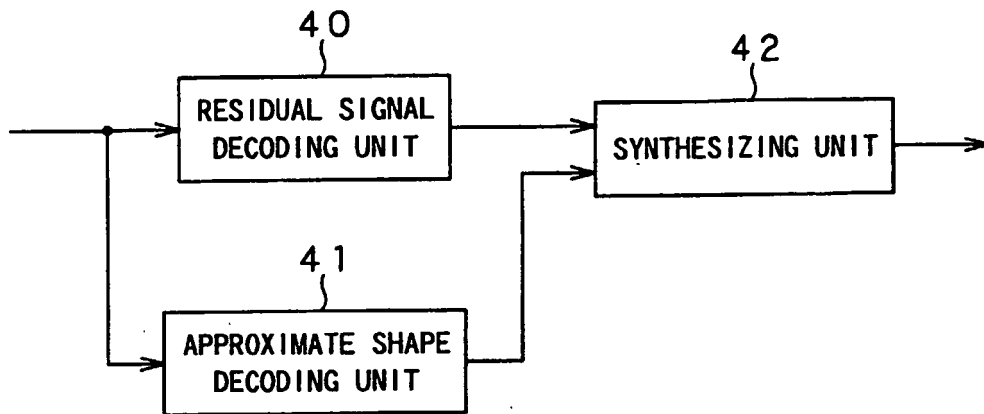 40
RESIDUAL SIGNAL
DECODING UNIT
42
SYNTHESIZING UNIT
41
APPROXIMATE SHAPE
DECODING UNIT